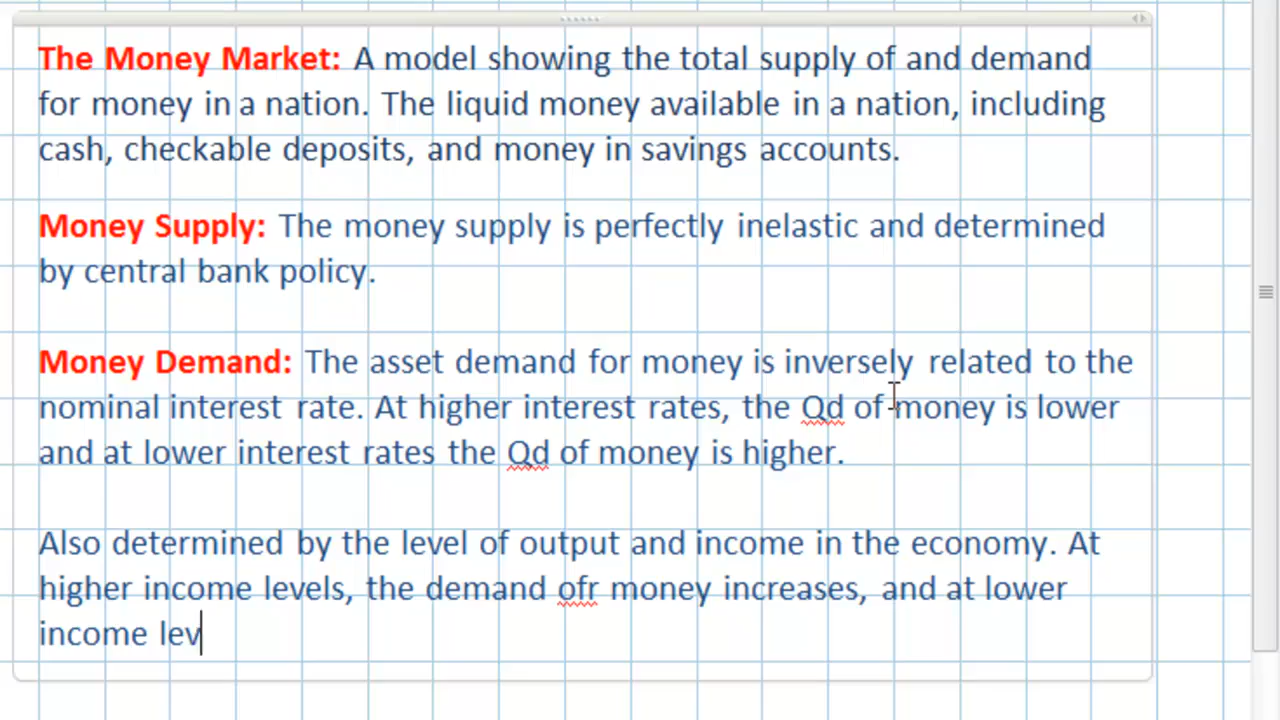 The Money Market: A model showing the total supply of and demand
for money in a nation. The liquid money available in a nation, including
cash, checkable deposits, and money in savings accounts.
Money Supply: The money supply is perfectly inelastic and determined
by central bank policy.
Money Demand: The asset demand for money is inversely related to the
nominal interest rate. At higher interest rates, the Qd of money is lower
and at lower interest rates the Qd of money is higher.
Also determined by the level of output and income in the economy. At
higher income levels, the demand ofr money increases, and at lower
income lev